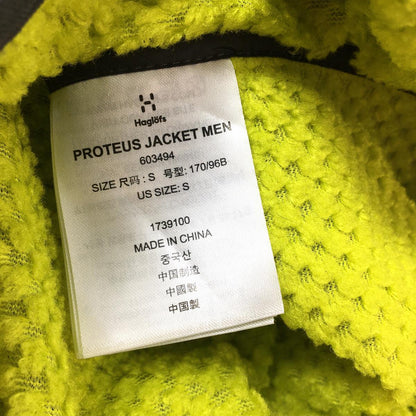 Haglöfs
PROTEUS JACKET MEN
603494
SIZE 尺码 : S 号型: 170/96B
US SIZE: S
1739100
MADE IN CHINA
중국산
中国制造
中國製
中国製